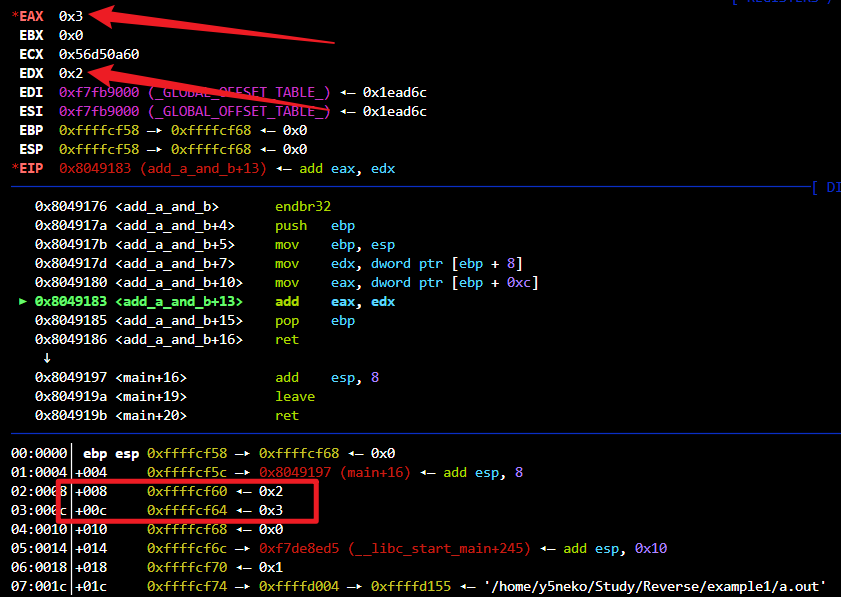 [ REGISTERS /
*EAX 0x3
EBX 0x0
ECX 0x56d50a60
EDX 0x2
EDI 0xf7fb9000 (_GLOBAL_OFFSET_TABLE_) ◂— 0x1ead6c
ESI 0xf7fb9000 (_GLOBAL_OFFSET_TABLE_) ◂— 0x1ead6c
EBP 0xffffcf58 —▸ 0xffffcf68 ◂— 0x0
ESP 0xffffcf58 —▸ 0xffffcf68 ◂— 0x0
*EIP 0x8049183 (add_a_and_b+13) ◂— add eax, edx
[ DI
0x8049176 <add_a_and_b> endbr32
0x804917a <add_a_and_b+4> push ebp
0x804917b <add_a_and_b+5> mov ebp, esp
0x804917d <add_a_and_b+7> mov edx, dword ptr [ebp + 8]
0x8049180 <add_a_and_b+10> mov eax, dword ptr [ebp + 0xc]
► 0x8049183 <add_a_and_b+13> add eax, edx
0x8049185 <add_a_and_b+15> pop ebp
0x8049186 <add_a_and_b+16> ret
↓
0x8049197 <main+16> add esp, 8
0x804919a <main+19> leave
0x804919b <main+20> ret
00:0000│ ebp esp 0xffffcf58 —▸ 0xffffcf68 ◂— 0x0
01:0004│+004 0xffffcf5c —▸ 0x8049197 (main+16) ◂— add esp, 8
02:0008│+008 0xffffcf60 ◂— 0x2
03:000c│+00c 0xffffcf64 ◂— 0x3
04:0010│+010 0xffffcf68 ◂— 0x0
05:0014│+014 0xffffcf6c —▸ 0xf7de8ed5 (__libc_start_main+245) ◂— add esp, 0x10
06:0018│+018 0xffffcf70 ◂— 0x1
07:001c│+01c 0xffffcf74 —▸ 0xffffd004 —▸ 0xffffd155 ◂— '/home/y5neko/Study/Reverse/example1/a.out'